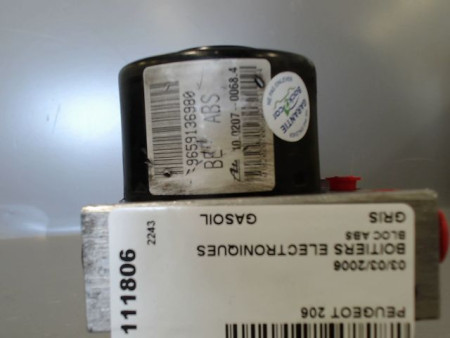 9659136980
BE ABS
Ate 10.0207-0068.4
GARANTIE
PEUGEOT 206
03/03/2006
BOITIERS ELECTRONIQUES
BLOC ABS
GRIS
GASOIL
111806
2243